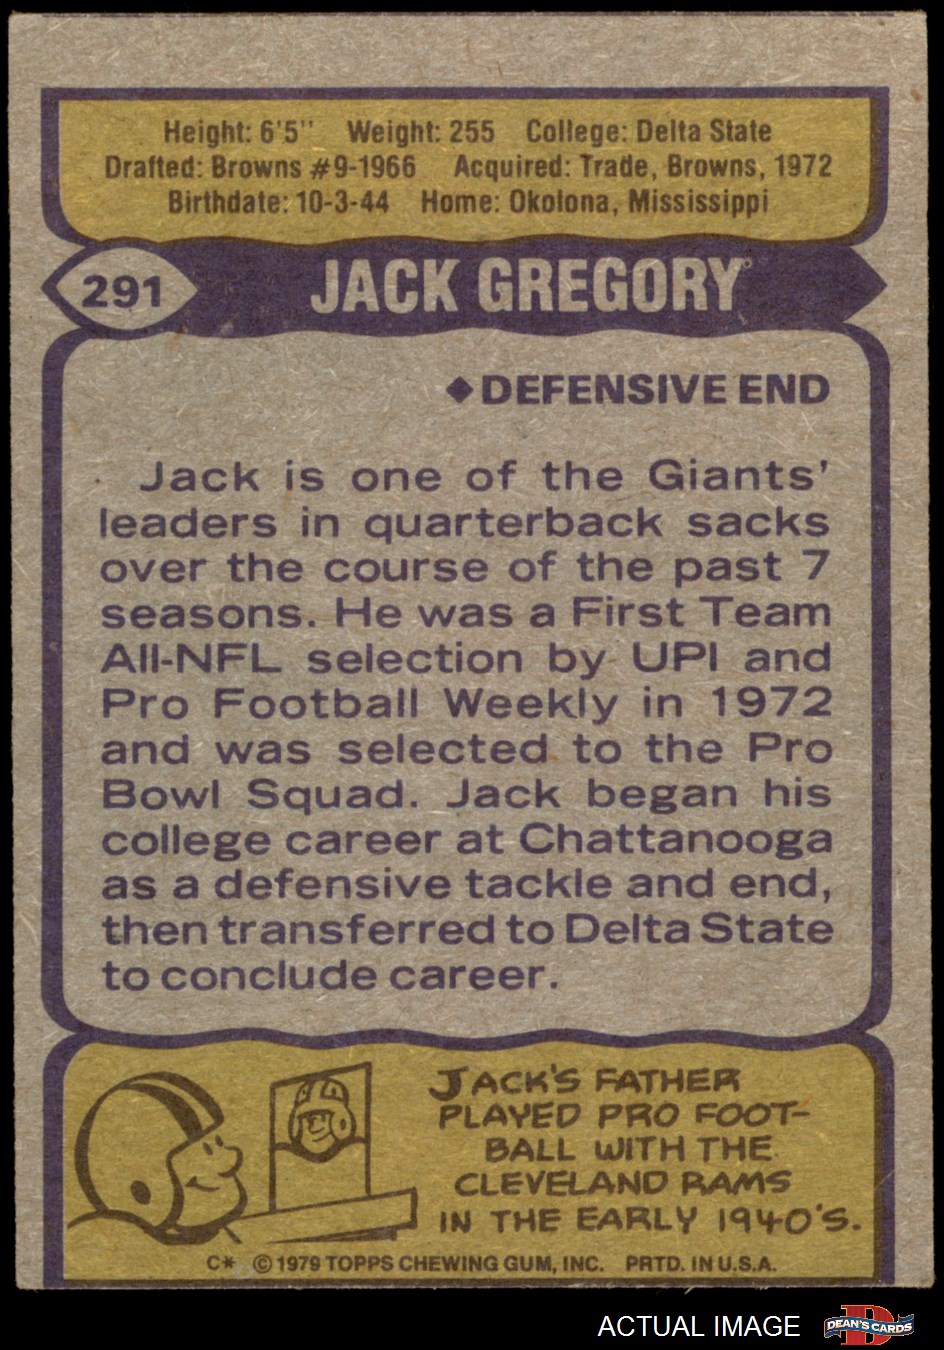 Height: 6'5" Weight: 255 College: Delta State
Drafted: Browns #9-1966 Acquired: Trade, Browns, 1972
Birthdate: 10-3-44 Home: Okolona, Mississippi
291 JACK GREGORY
◆ DEFENSIVE END
Jack is one of the Giants'
leaders in quarterback sacks
over the course of the past 7
seasons. He was a First Team
All-NFL selection by UPI and
Pro Football Weekly in 1972
and was selected to the Pro
Bowl Squad. Jack began his
college career at Chattanooga
as a defensive tackle and end,
then transferred to Delta State
to conclude career.
JACK'S FATHER
PLAYED PRO FOOT-
BALL WITH THE
CLEVELAND RAMS
IN THE EARLY 1940'S.
C* © 1979 TOPPS CHEWING GUM, INC. PRTD. IN U.S.A.
ACTUAL IMAGE DEAN'S CARDS